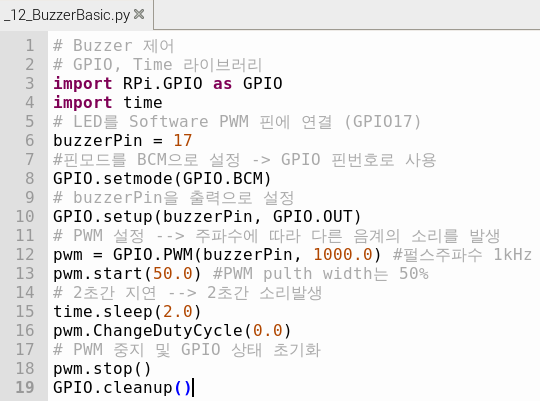 _12_BuzzerBasic.py
1 # Buzzer 제어
2 # GPIO, Time 라이브러리
3 import RPi.GPIO as GPIO
4 import time
5 # LED를 Software PWM 핀에 연결 (GPIO17)
6 buzzerPin = 17
7 #핀모드를 BCM으로 설정 -> GPIO 핀번호로 사용
8 GPIO.setmode(GPIO.BCM)
9 # buzzerPin을 출력으로 설정
10 GPIO.setup(buzzerPin, GPIO.OUT)
11 # PWM 설정 --> 주파수에 따라 다른 음계의 소리를 발생
12 pwm = GPIO.PWM(buzzerPin, 1000.0) #펄스주파수 1kHz
13 pwm.start(50.0) #PWM pulth width는 50%
14 # 2초간 지연 --> 2초간 소리발생
15 time.sleep(2.0)
16 pwm.ChangeDutyCycle(0.0)
17 # PWM 중지 및 GPIO 상태 초기화
18 pwm.stop()
19 GPIO.cleanup()